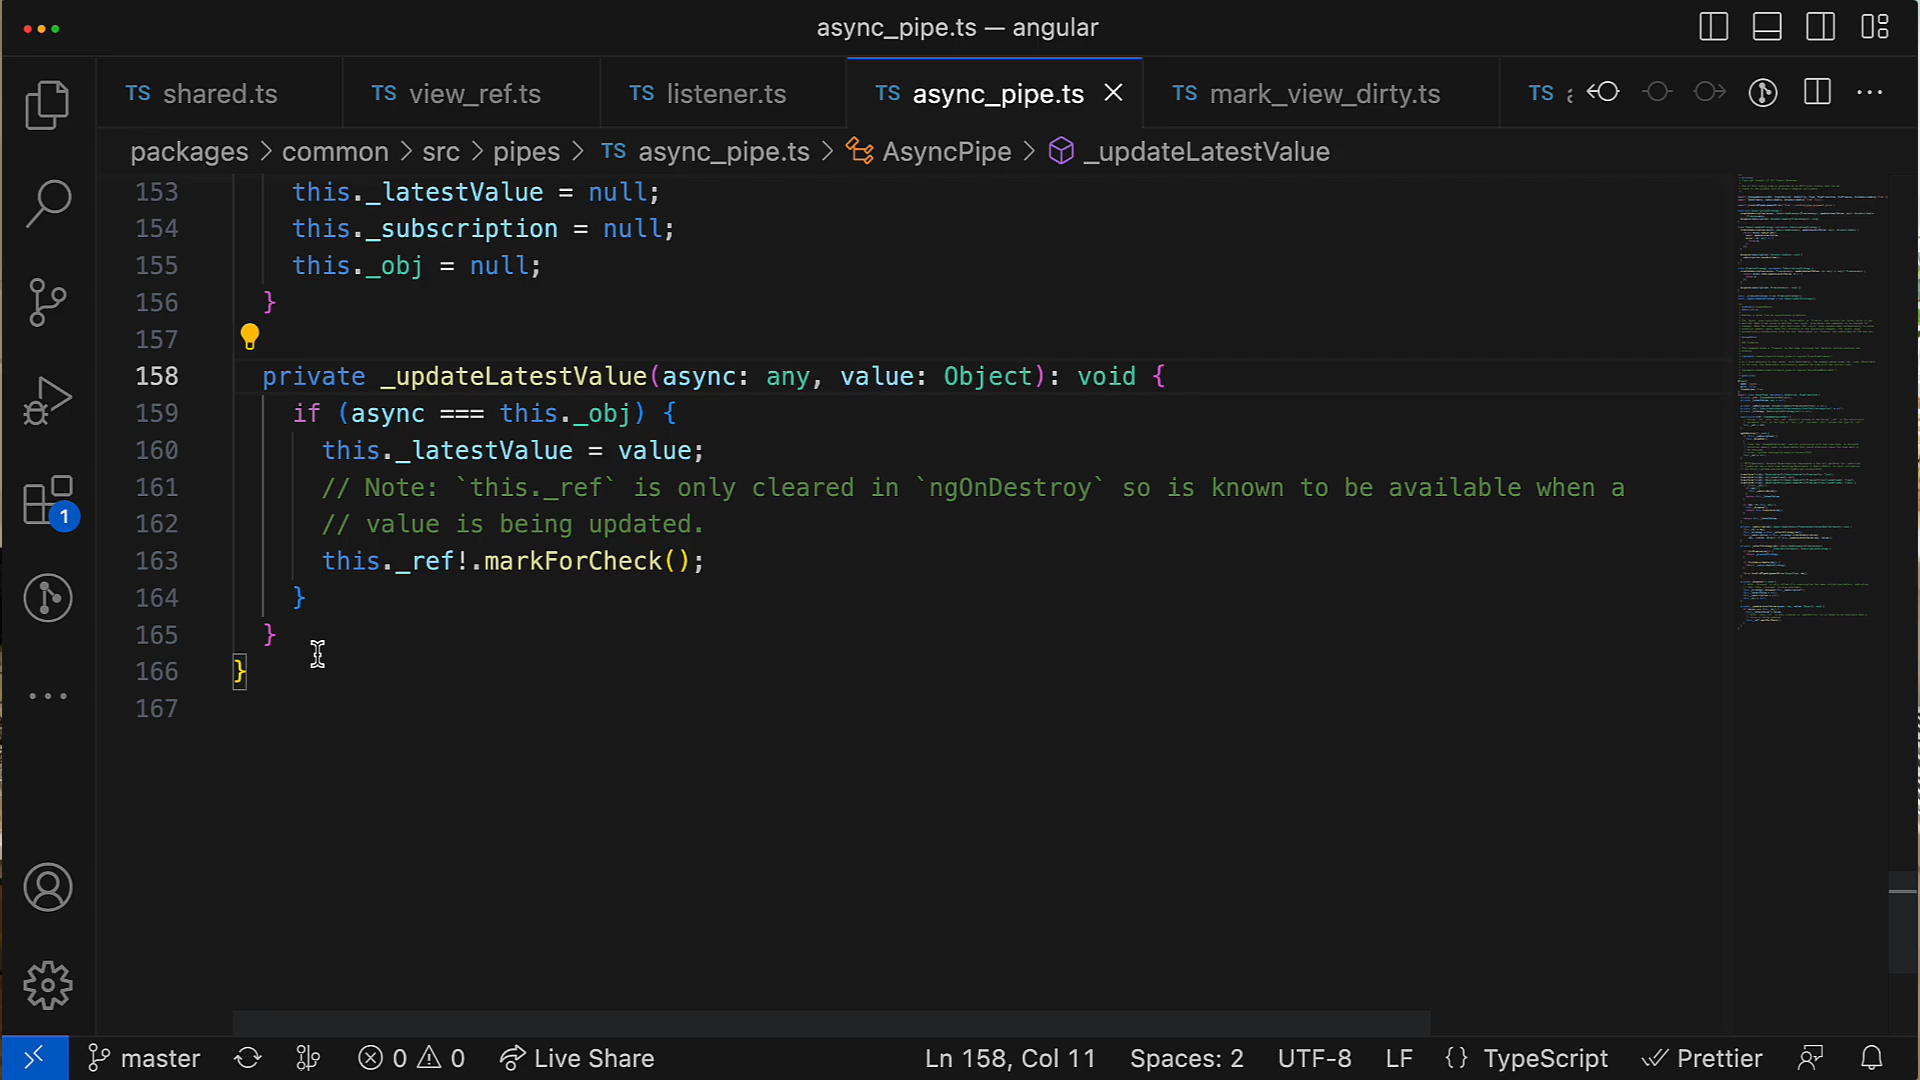 async_pipe.ts — angular
TS shared.ts TS view_ref.ts TS listener.ts TS async_pipe.ts TS mark_view_dirty.ts TS
packages > common > src > pipes > TS async_pipe.ts > AsyncPipe > _updateLatestValue
153 this._latestValue = null;
154 this._subscription = null;
155 this._obj = null;
156 }
157
158 private _updateLatestValue(async: any, value: Object): void {
159 if (async === this._obj) {
160 this._latestValue = value;
161 // Note: `this._ref` is only cleared in `ngOnDestroy` so is known to be available when a
162 // value is being updated.
163 this._ref!.markForCheck();
164 }
165 }
166 }
167
1
master 0 0 Live Share Ln 158, Col 11 Spaces: 2 UTF-8 LF {} TypeScript Prettier